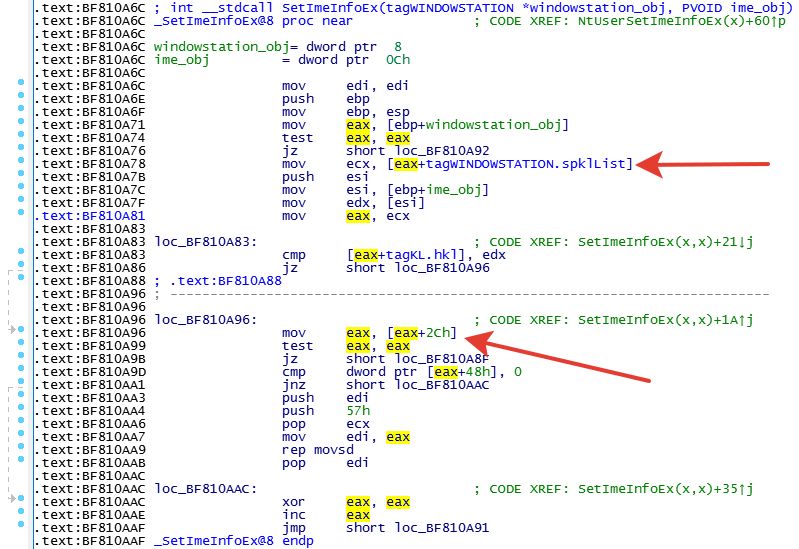 .text:BF810A6C ; int __stdcall SetImeInfoEx(tagWINDOWSTATION *windowstation_obj, PVOID ime_obj)
.text:BF810A6C _SetImeInfoEx@8 proc near ; CODE XREF: NtUserSetImeInfoEx(x)+60↑p
.text:BF810A6C
.text:BF810A6C windowstation_obj= dword ptr 8
.text:BF810A6C ime_obj = dword ptr 0Ch
.text:BF810A6C
.text:BF810A6C mov edi, edi
.text:BF810A6E push ebp
.text:BF810A6F mov ebp, esp
.text:BF810A71 mov eax, [ebp+windowstation_obj]
.text:BF810A74 test eax, eax
.text:BF810A76 jz short loc_BF810A92
.text:BF810A78 mov ecx, [eax+tagWINDOWSTATION.spklList]
.text:BF810A7B push esi
.text:BF810A7C mov esi, [ebp+ime_obj]
.text:BF810A7F mov edx, [esi]
.text:BF810A81 mov eax, ecx
.text:BF810A83
.text:BF810A83 loc_BF810A83: ; CODE XREF: SetImeInfoEx(x,x)+21↓j
.text:BF810A83 cmp [eax+tagKL.hkl], edx
.text:BF810A86 jz short loc_BF810A96
.text:BF810A88 ; .text:BF810A88
.text:BF810A96 ; ---------------------------------------------------------------------------
.text:BF810A96
.text:BF810A96 loc_BF810A96: ; CODE XREF: SetImeInfoEx(x,x)+1A↑j
.text:BF810A96 mov eax, [eax+2Ch]
.text:BF810A99 test eax, eax
.text:BF810A9B jz short loc_BF810A8F
.text:BF810A9D cmp dword ptr [eax+48h], 0
.text:BF810AA1 jnz short loc_BF810AAC
.text:BF810AA3 push edi
.text:BF810AA4 push 57h
.text:BF810AA6 pop ecx
.text:BF810AA7 mov edi, eax
.text:BF810AA9 rep movsd
.text:BF810AAB pop edi
.text:BF810AAC
.text:BF810AAC loc_BF810AAC: ; CODE XREF: SetImeInfoEx(x,x)+35↑j
.text:BF810AAC xor eax, eax
.text:BF810AAE inc eax
.text:BF810AAF jmp short loc_BF810A91
.text:BF810AAF _SetImeInfoEx@8 endp